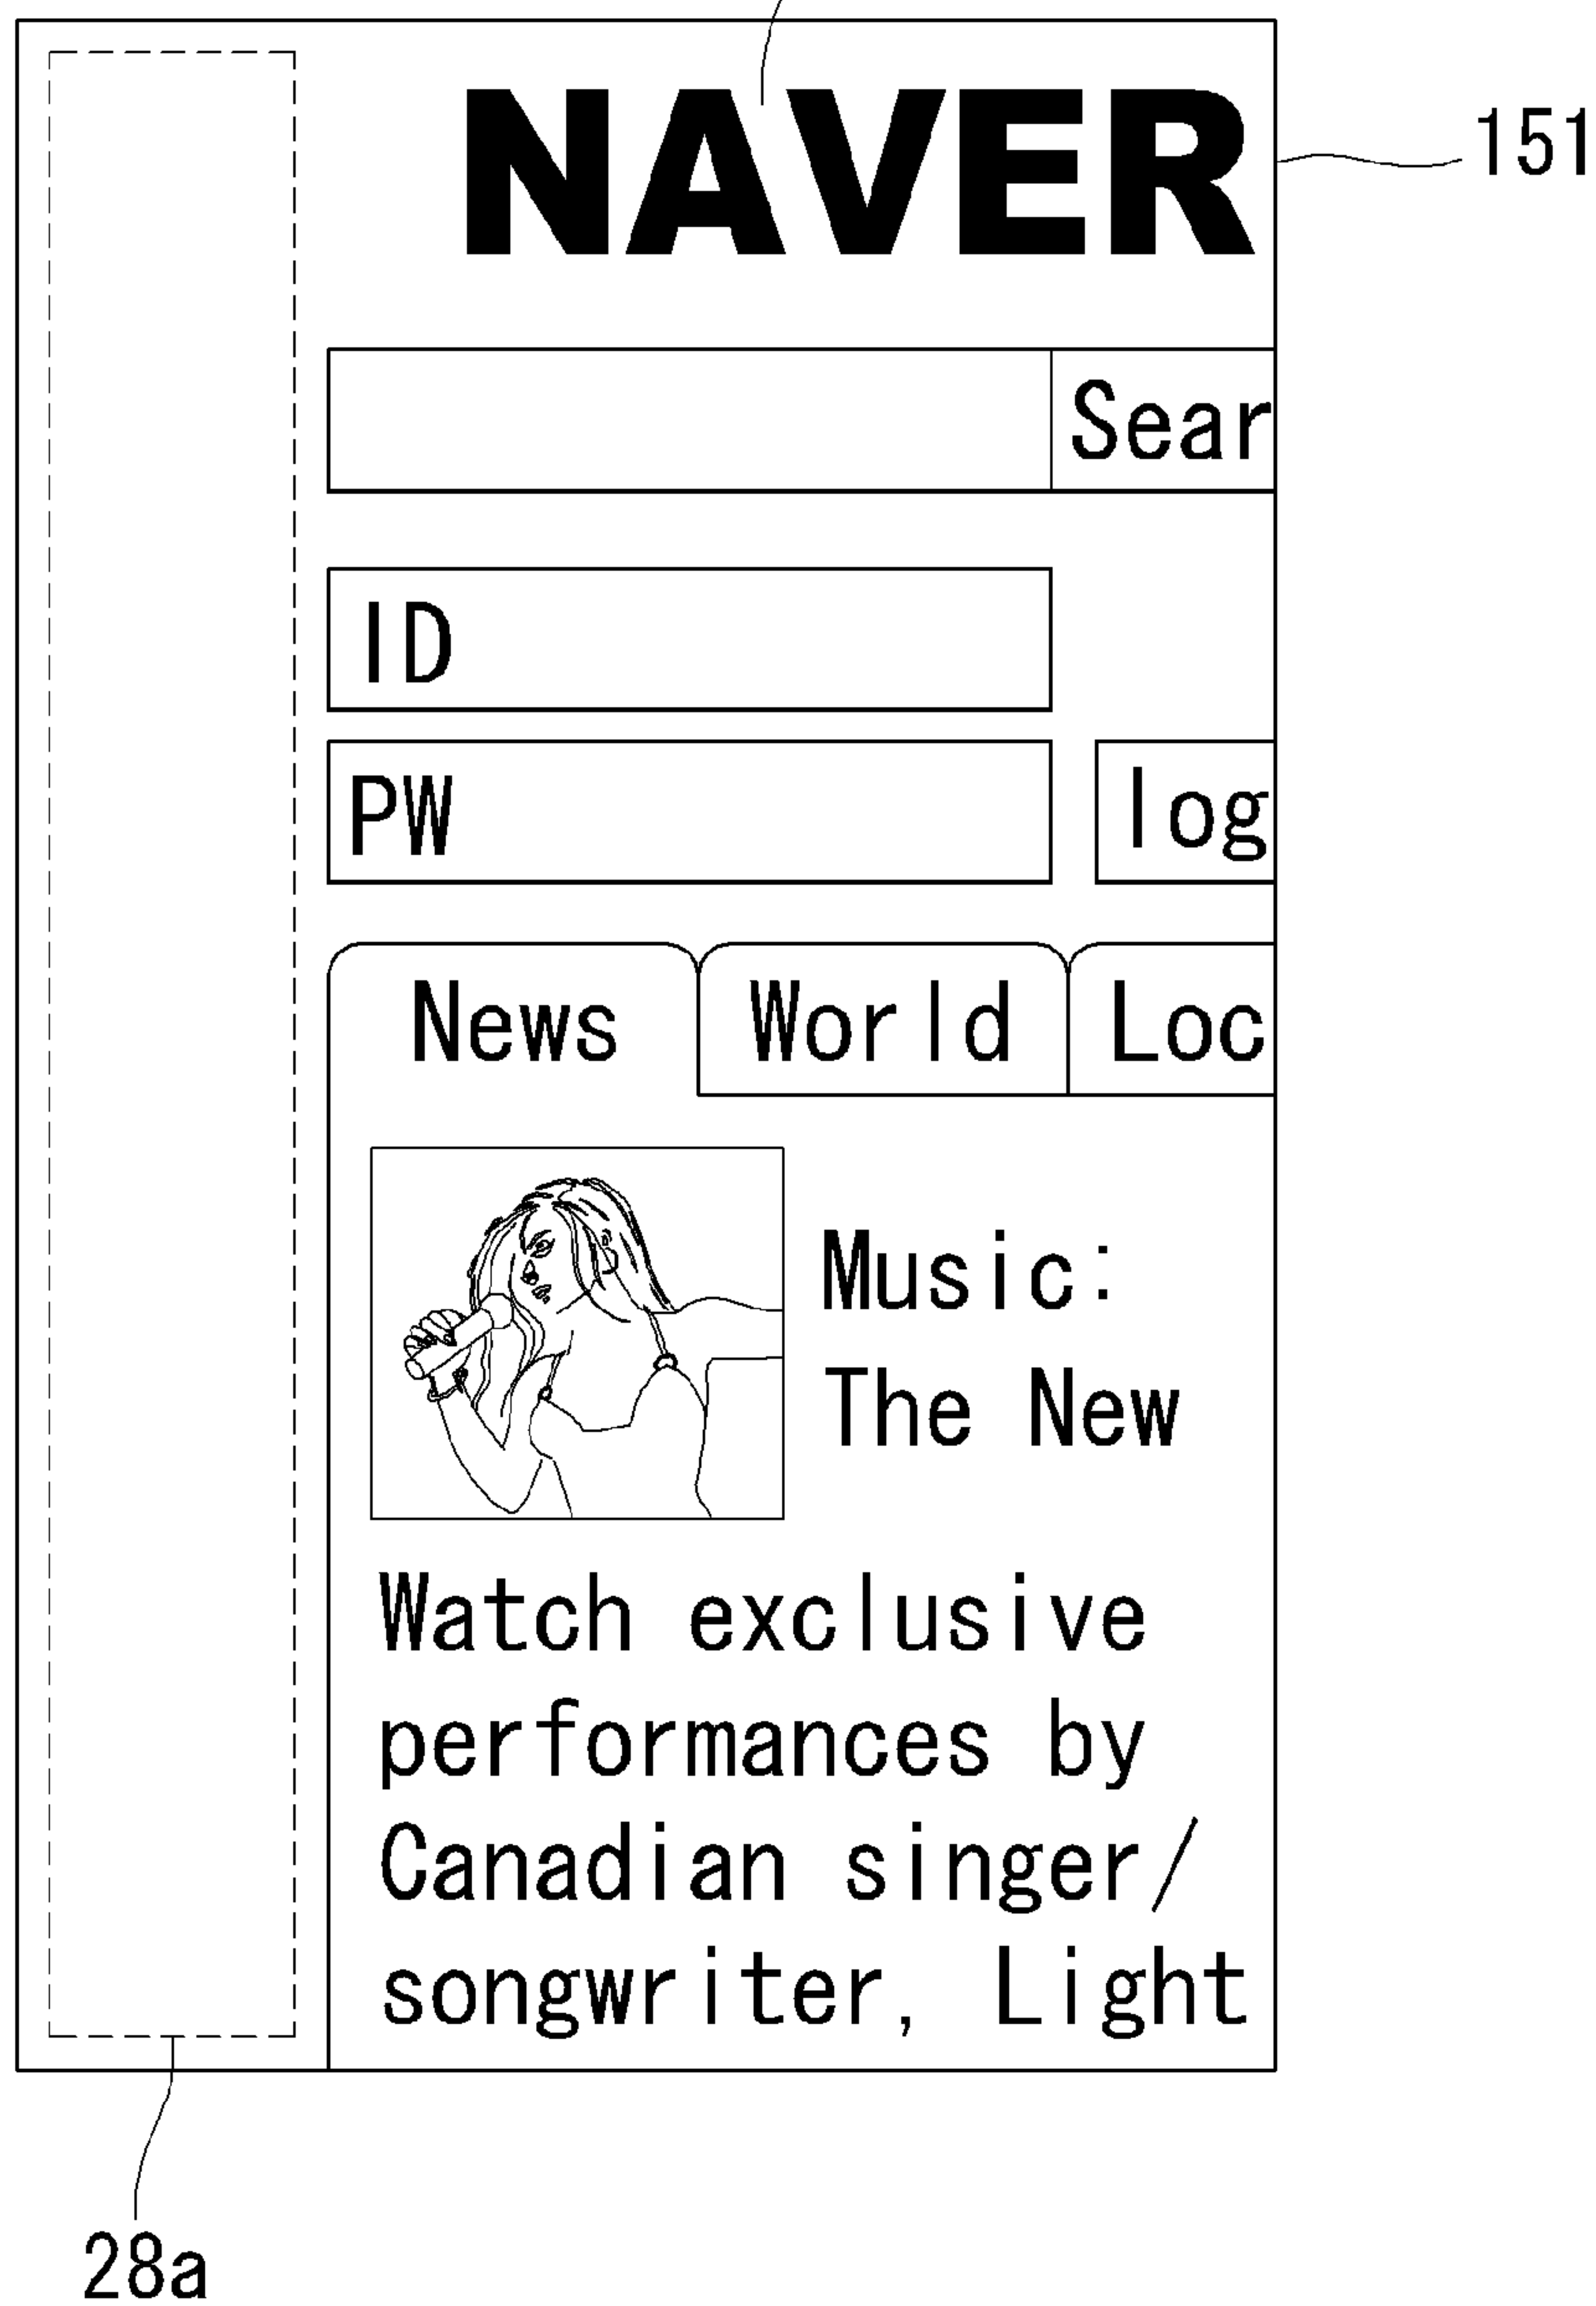 NAVER
151
Sear
ID
PW
log
News World Loc
Music:
The New
Watch exclusive
performances by
Canadian singer/
songwriter, Light
28a